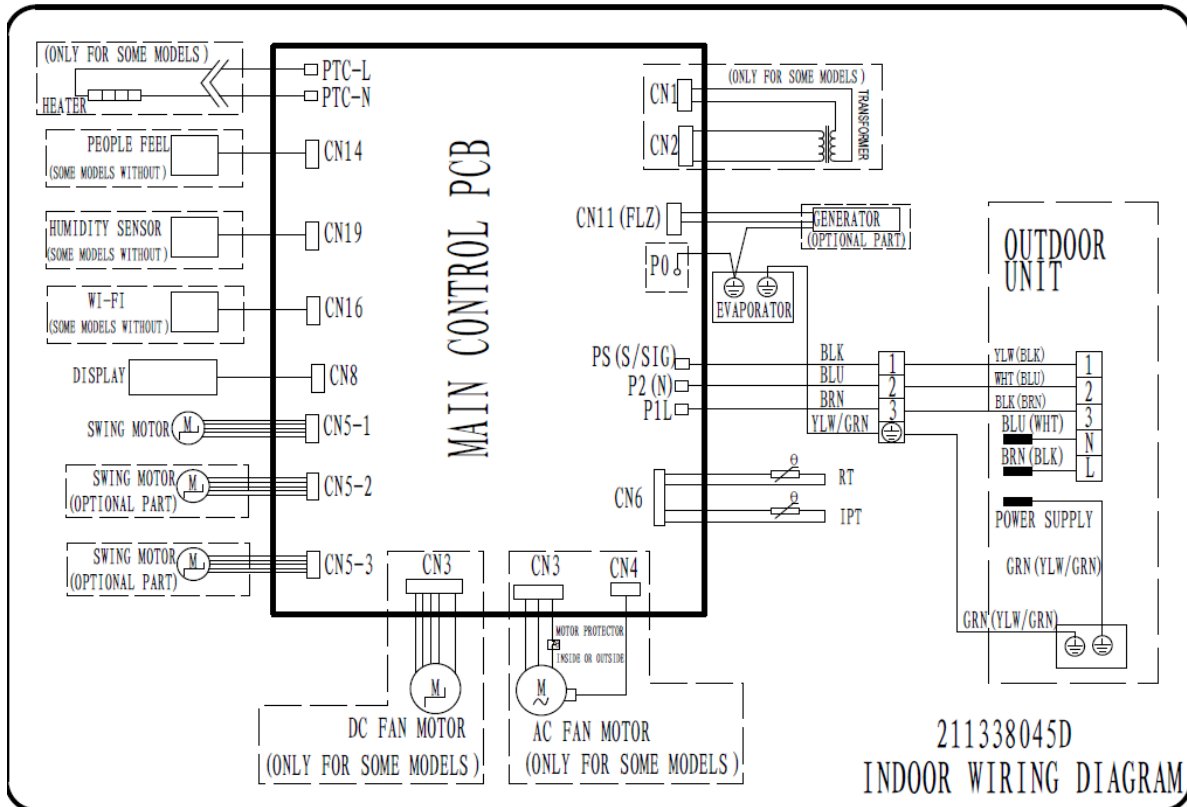 (ONLY FOR SOME MODELS)
HEATER
PTC-L
PTC-N
PEOPLE FEEL
(SOME MODELS WITHOUT)
CN14
HUMIDITY SENSOR
(SOME MODELS WITHOUT)
CN19
WI-FI
(SOME MODELS WITHOUT)
CN16
DISPLAY
CN8
SWING MOTOR
M
CN5-1
SWING MOTOR
(OPTIONAL PART)
M
CN5-2
SWING MOTOR
(OPTIONAL PART)
M
CN5-3
MAIN CONTROL PCB
(ONLY FOR SOME MODELS)
CN1
CN2
TRANSFORMER
CN11(FLZ)
GENERATOR
(OPTIONAL PART)
P0
EVAPORATOR
PS(S/SIG)
P2(N)
P1L
BLK
BLU
BRN
YLW/GRN
1
2
3
YLW(BLK)
WHT(BLU)
BLK(BRN)
BLU(WHT)
BRN(BLK)
1
2
3
N
L
OUTDOOR
UNIT
POWER SUPPLY
GRN(YLW/GRN)
GRN(YLW/GRN)
CN6
θ
RT
θ
IPT
CN3
M
DC FAN MOTOR
(ONLY FOR SOME MODELS)
CN3
CN4
MOTOR PROTECTOR
INSIDE OR OUTSIDE
M
~
AC FAN MOTOR
(ONLY FOR SOME MODELS)
211338045D
INDOOR WIRING DIAGRAM